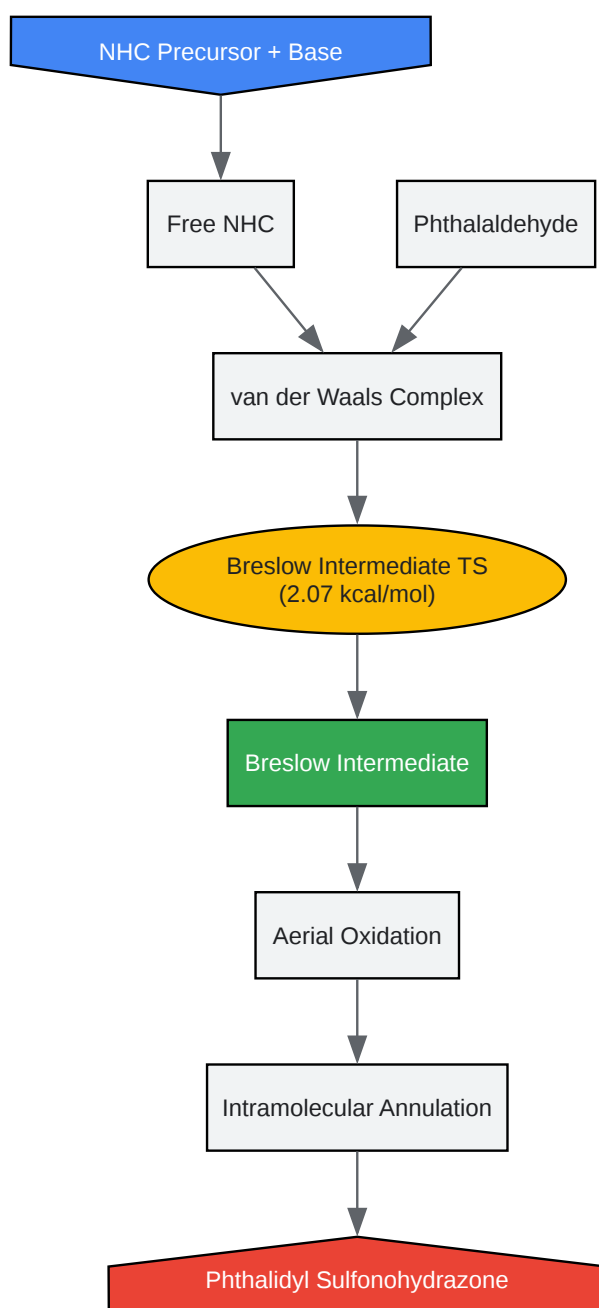 NHC Precursor + Base
Free NHC
Phthalaldehyde
van der Waals Complex
Breslow Intermediate TS
(2.07 kcal/mol)
Breslow Intermediate
Aerial Oxidation
Intramolecular Annulation
Phthalidyl Sulfonohydrazone